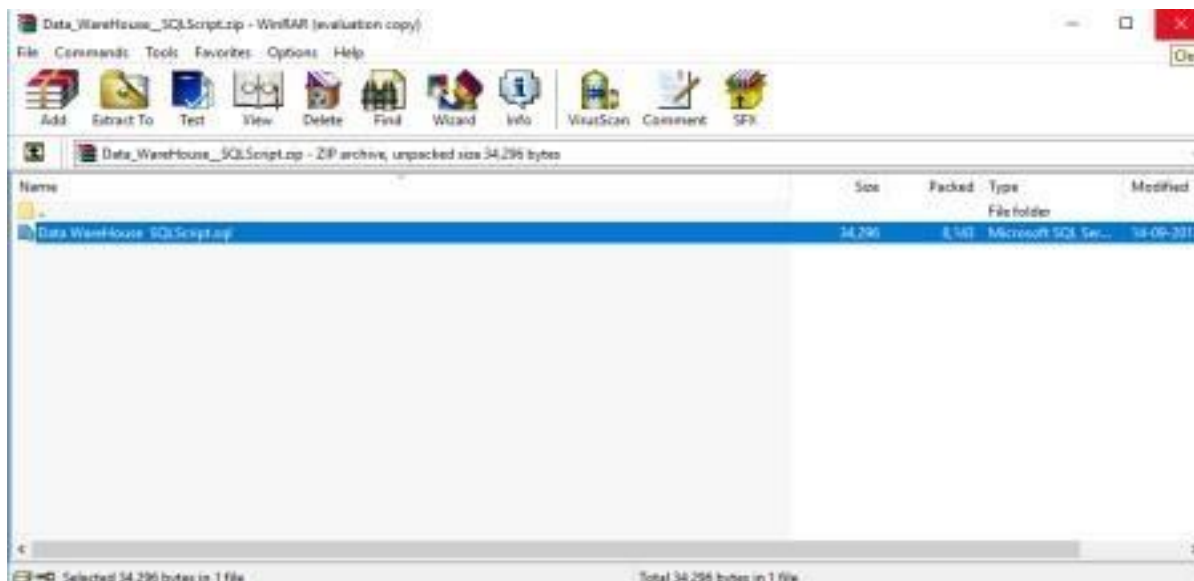 Data_WareHouse__SQLScript.zip - WinRAR (evaluation copy)
File Commands Tools Favorites Options Help
Add Extract To Test View Delete Find Wizard Info VirusScan Comment SFX
Data_WareHouse__SQLScript.zip - ZIP archive, unpacked size 34,296 bytes
Name Size Packed Type Modified
.. File folder
Data WareHouse SQLScript.sql 34,296 Microsoft SQL Ser... 14-09-201
Selected 34,296 bytes in 1 file Total 34,296 bytes in 1 file